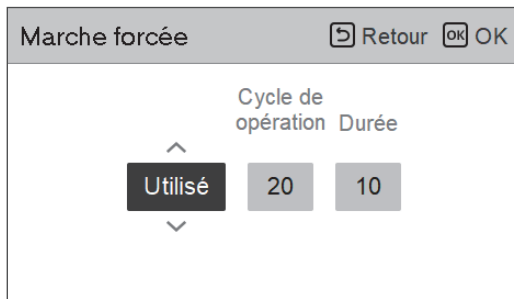 Marche forcée Retour OK OK
Cycle de
opération Durée
Utilisé 20 10